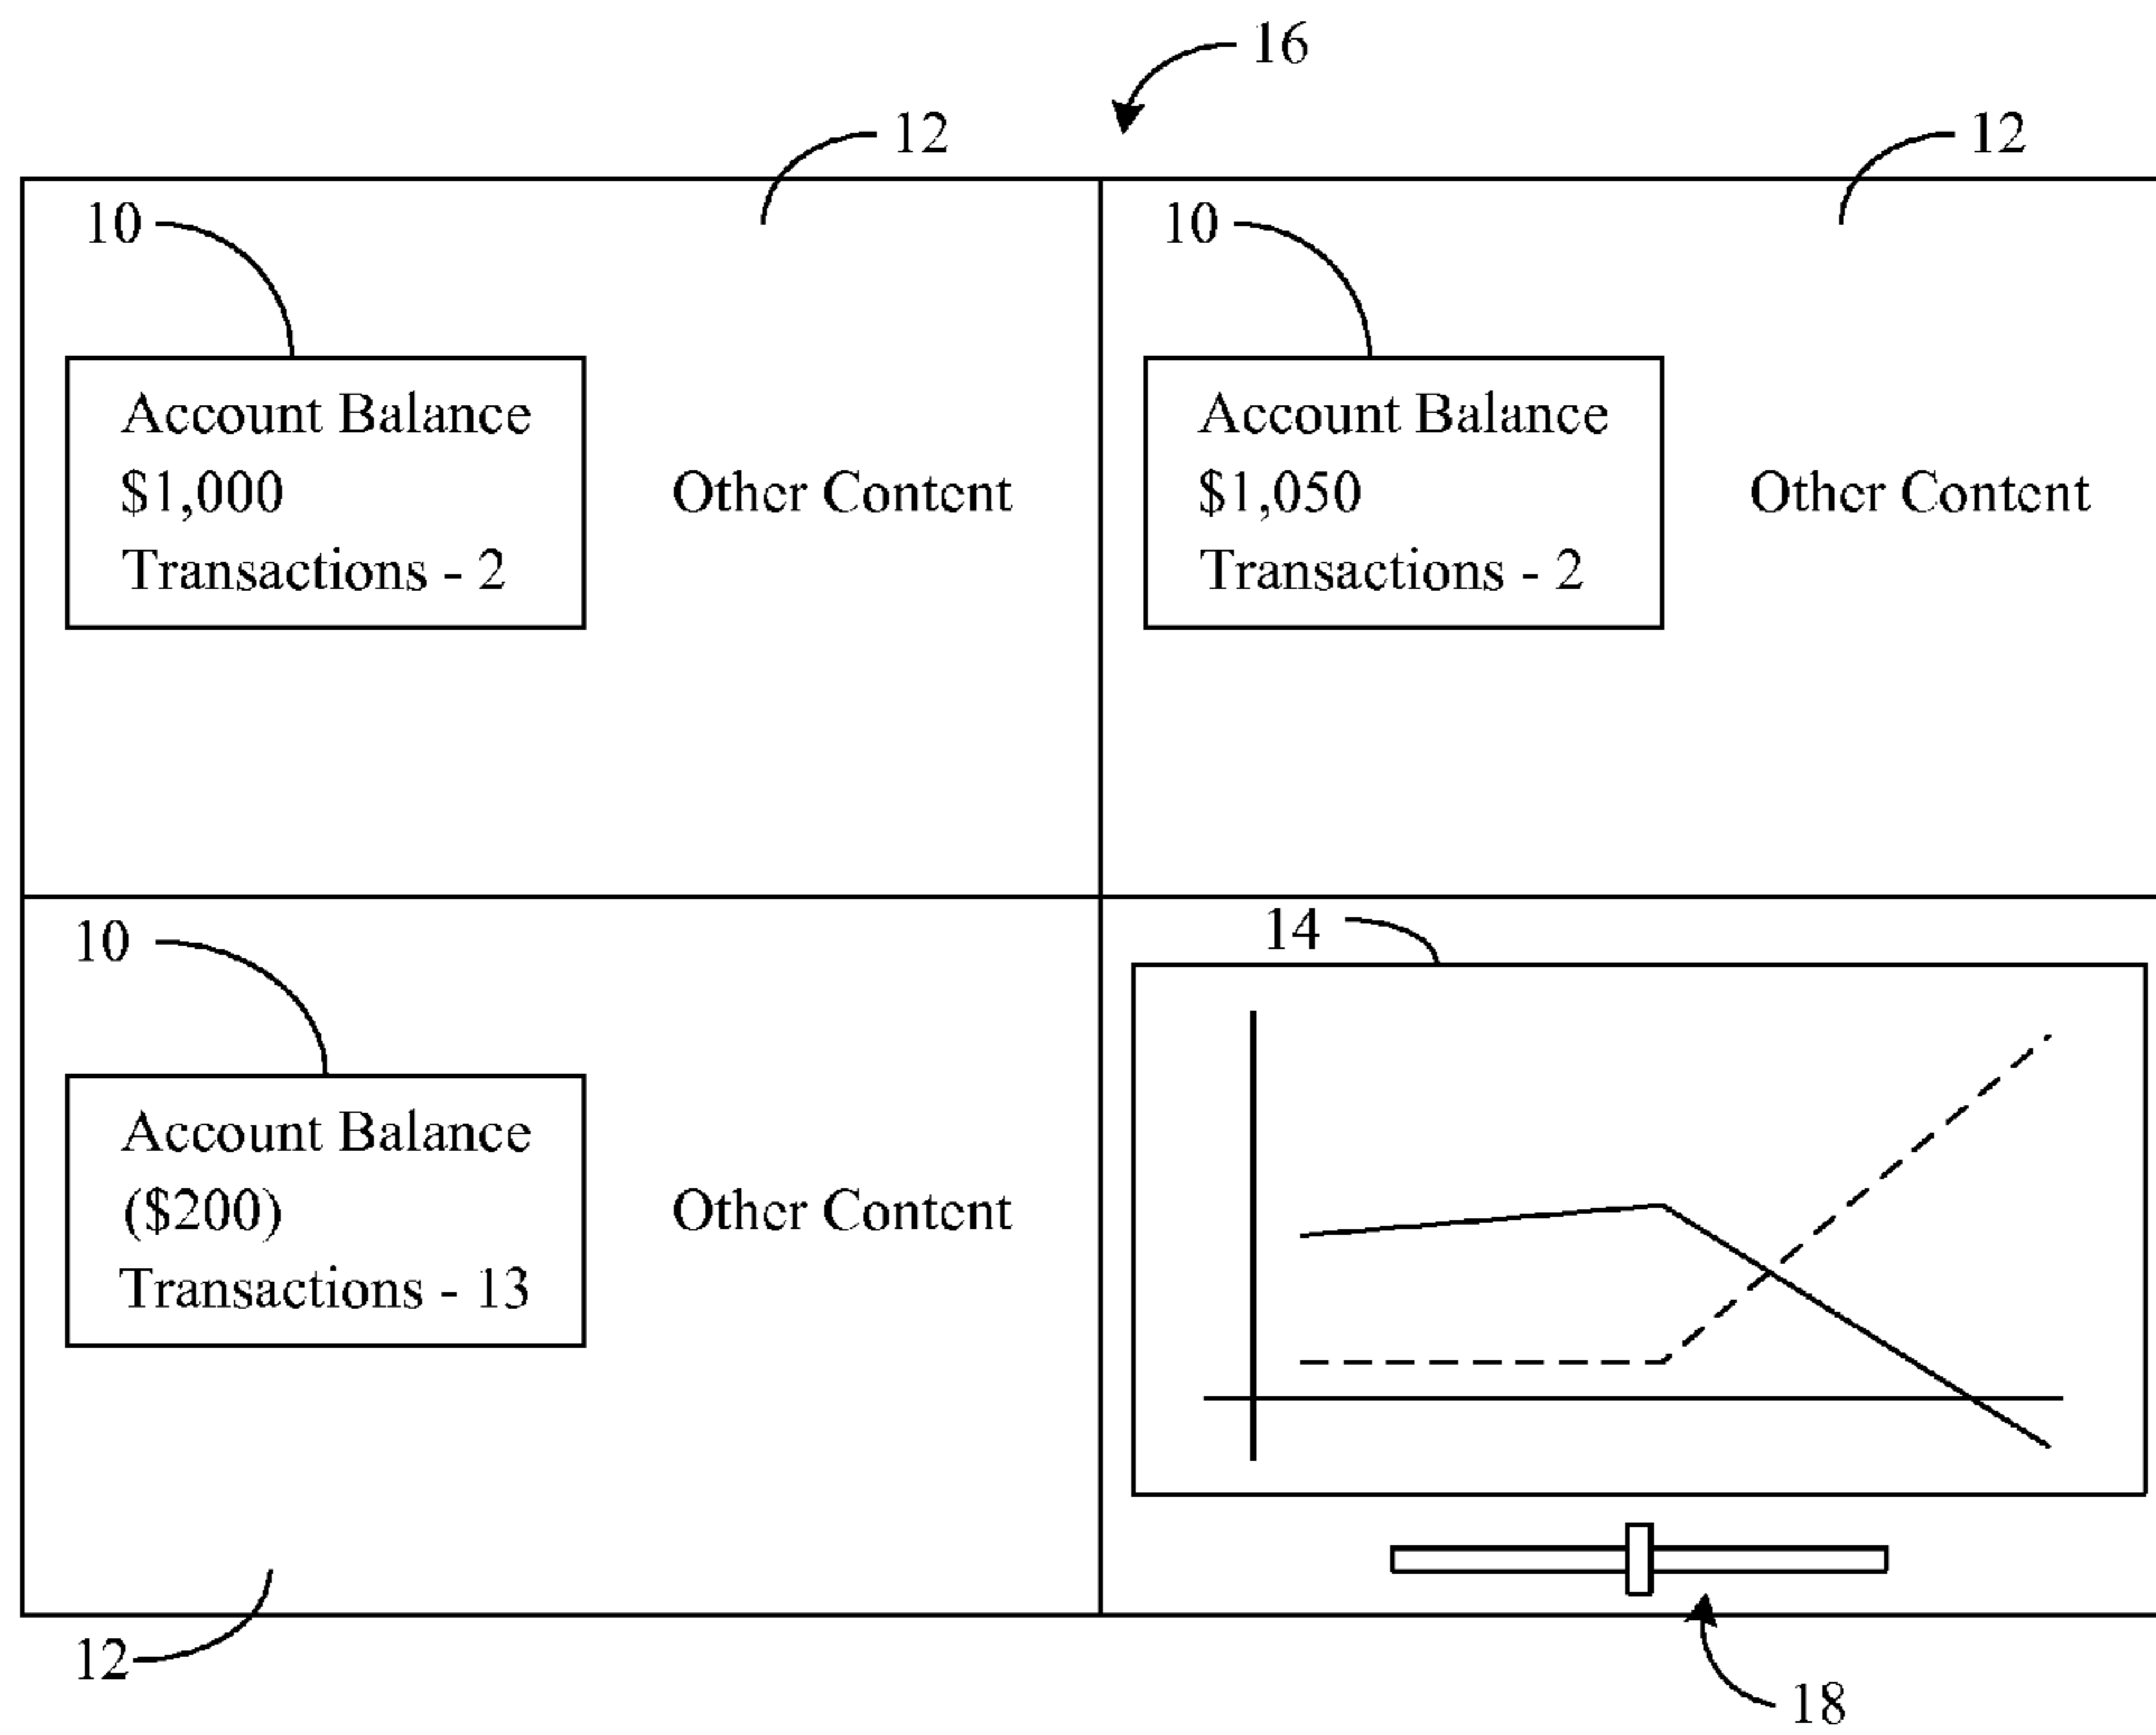 16
12
12
10
10
Account Balance
$1,000
Transactions - 2
Other Content
Account Balance
$1,050
Transactions - 2
Other Content
10
14
Account Balance
($200)
Transactions - 13
Other Content
12
18